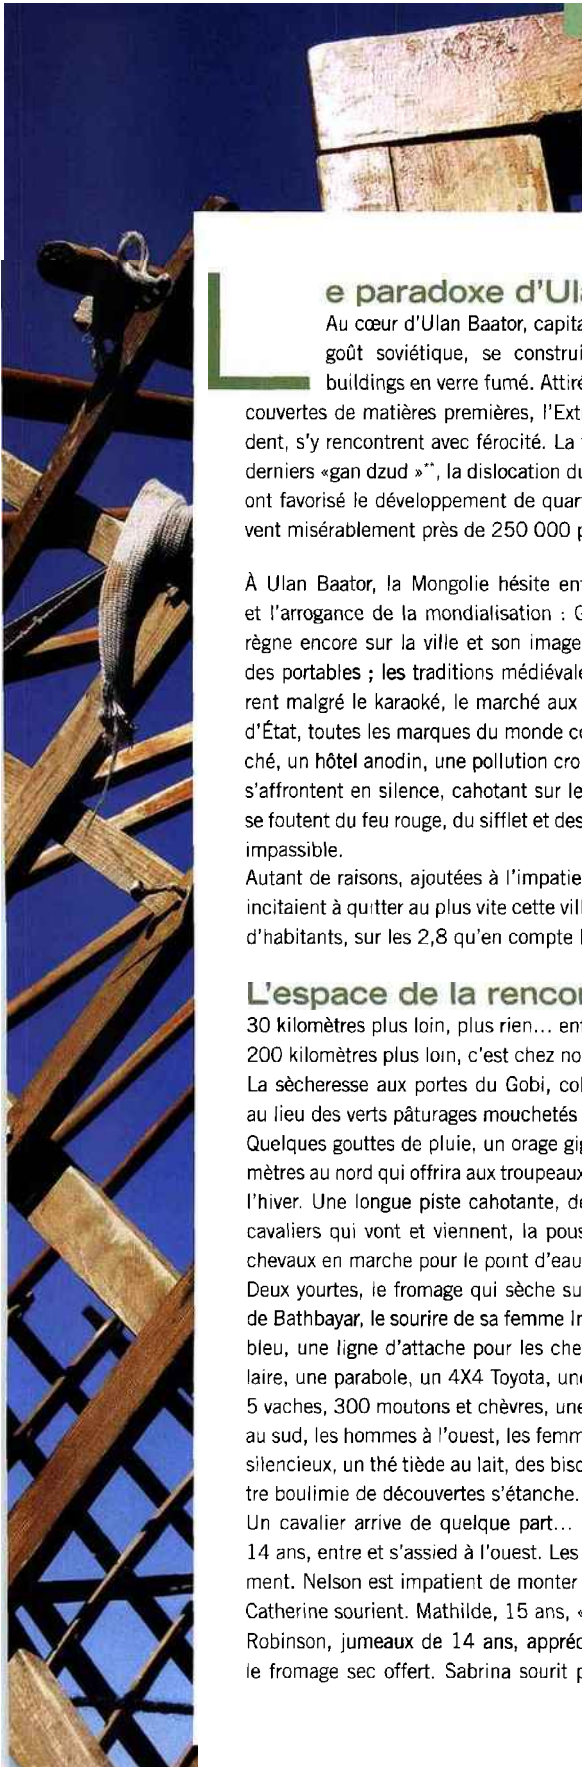 Le paradoxe d'Ul
Au cœur d'Ulan Baator, capita
goût soviétique, se construi
buildings en verre fumé. Attiré
couvertes de matières premières, l'Ext
dent, s'y rencontrent avec férocité. La
derniers «gan dzud »**, la dislocation du
ont favorisé le développement de quar
vent misérablement près de 250 000 p
À Ulan Baator, la Mongolie hésite en
et l'arrogance de la mondialisation : G
règne encore sur la ville et son image
des portables ; les traditions médiéval
rent malgré le karaoké, le marché aux
d'État, toutes les marques du monde c
ché, un hôtel anodin, une pollution cro
s'affrontent en silence, cahotant sur le
se foutent du feu rouge, du sifflet et des
impassible.
Autant de raisons, ajoutées à l'impatie
incitaient à quitter au plus vite cette vil
d'habitants, sur les 2,8 qu'en compte
L'espace de la renco
30 kilomètres plus loin, plus rien... en
200 kilomètres plus loin, c'est chez no
La sècheresse aux portes du Gobi, co
au lieu des verts pâturages mouchetés
Quelques gouttes de pluie, un orage gi
mètres au nord qui offrira aux troupeaux
l'hiver. Une longue piste cahotante, d
cavaliers qui vont et viennent, la pous
chevaux en marche pour le point d'eau
Deux yourtes, le fromage qui sèche su
de Bathbayar, le sourire de sa femme I
bleu, une ligne d'attache pour les che
laire, une parabole, un 4X4 Toyota, un
5 vaches, 300 moutons et chèvres, une
au sud, les hommes à l'ouest, les femm
silencieux, un thé tiède au lait, des bisc
tre boulimie de découvertes s'étanche.
Un cavalier arrive de quelque part...
14 ans, entre et s'assied à l'ouest. Les
ment. Nelson est impatient de monter
Catherine sourient. Mathilde, 15 ans, «
Robinson, jumeaux de 14 ans, appréc
le fromage sec offert. Sabrina sourit p